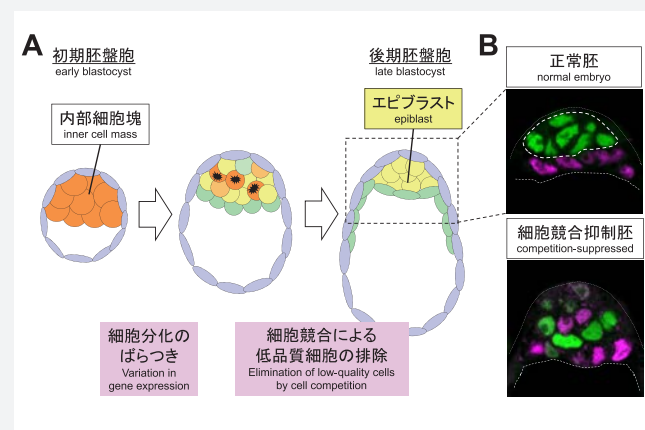 A
初期胚盤胞
early blastocyst
内部細胞塊
inner cell mass
後期胚盤胞
late blastocyst
エピブラスト
epiblast
細胞分化の
ばらつき
Variation in
gene expression
細胞競合による
低品質細胞の排除
Elimination of low-quality cells
by cell competition
B
正常胚
normal embryo
細胞競合抑制胚
competition-suppressed